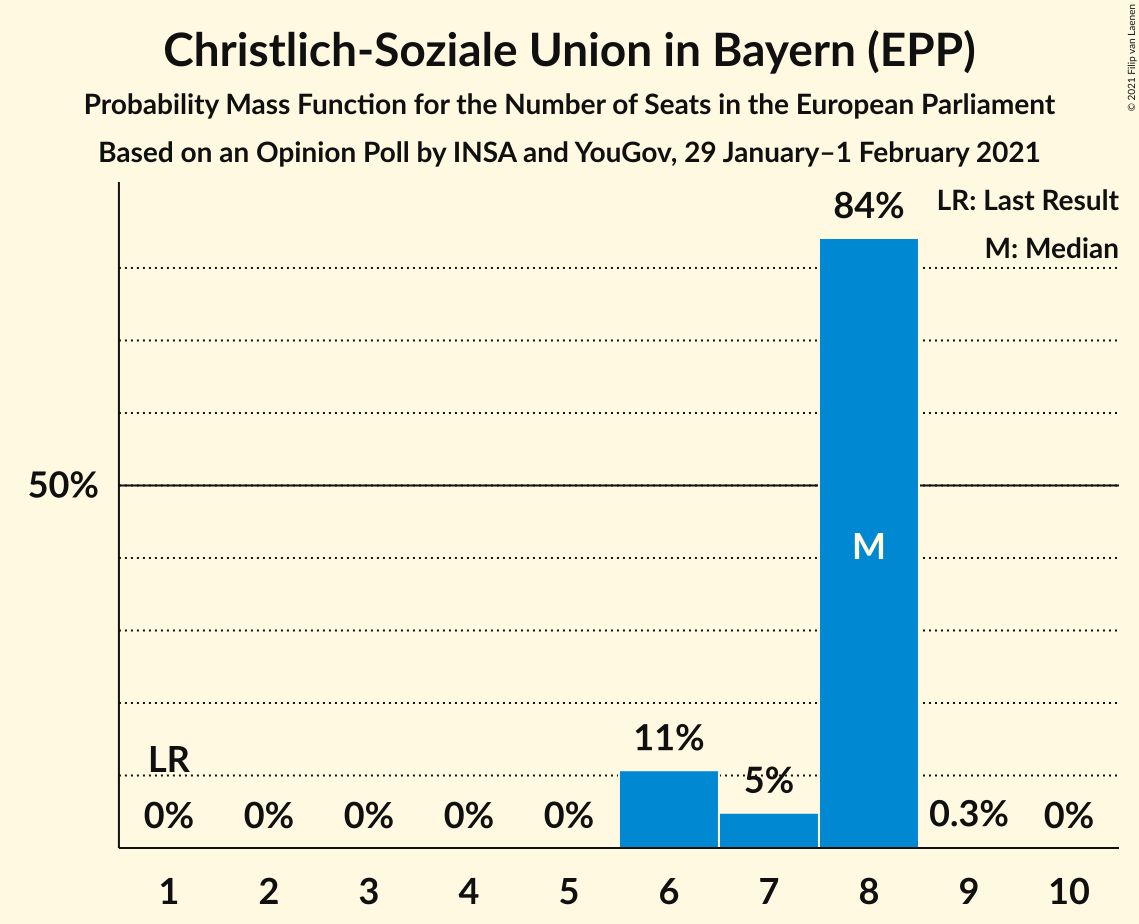 Christlich-Soziale Union in Bayern (EPP)
Probability Mass Function for the Number of Seats in the European Parliament
Based on an Opinion Poll by INSA and YouGov, 29 January–1 February 2021
© 2021 Filip van Laenen
LR: Last Result
M: Median
84%
50%
M
LR
11%
5%
0%
0%
0%
0%
0%
0.3%
0%
1 2 3 4 5 6 7 8 9 10